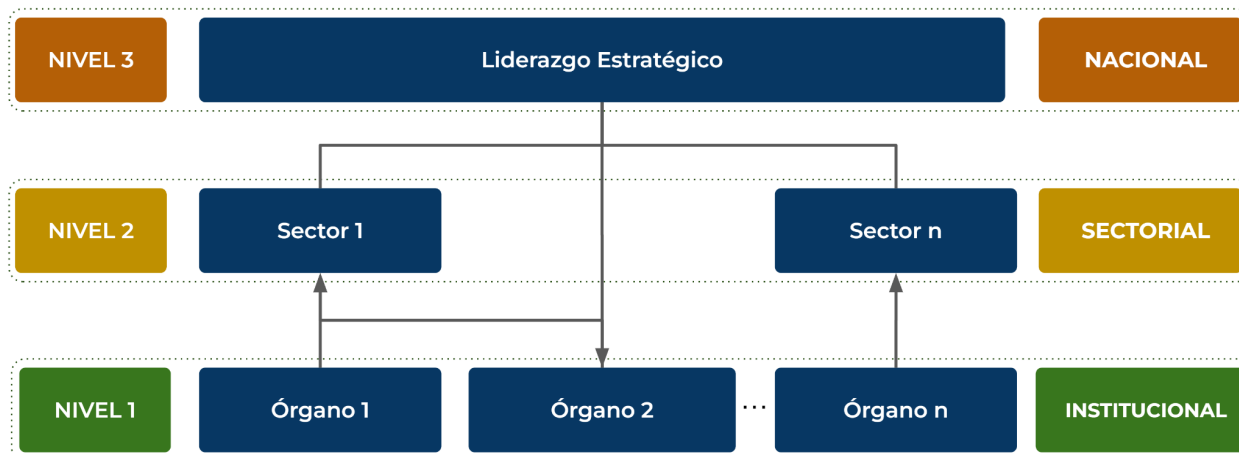 NIVEL 3
Liderazgo Estratégico
NACIONAL
NIVEL 2
Sector 1
Sector n
SECTORIAL
NIVEL 1
Órgano 1
Órgano 2
...
Órgano n
INSTITUCIONAL